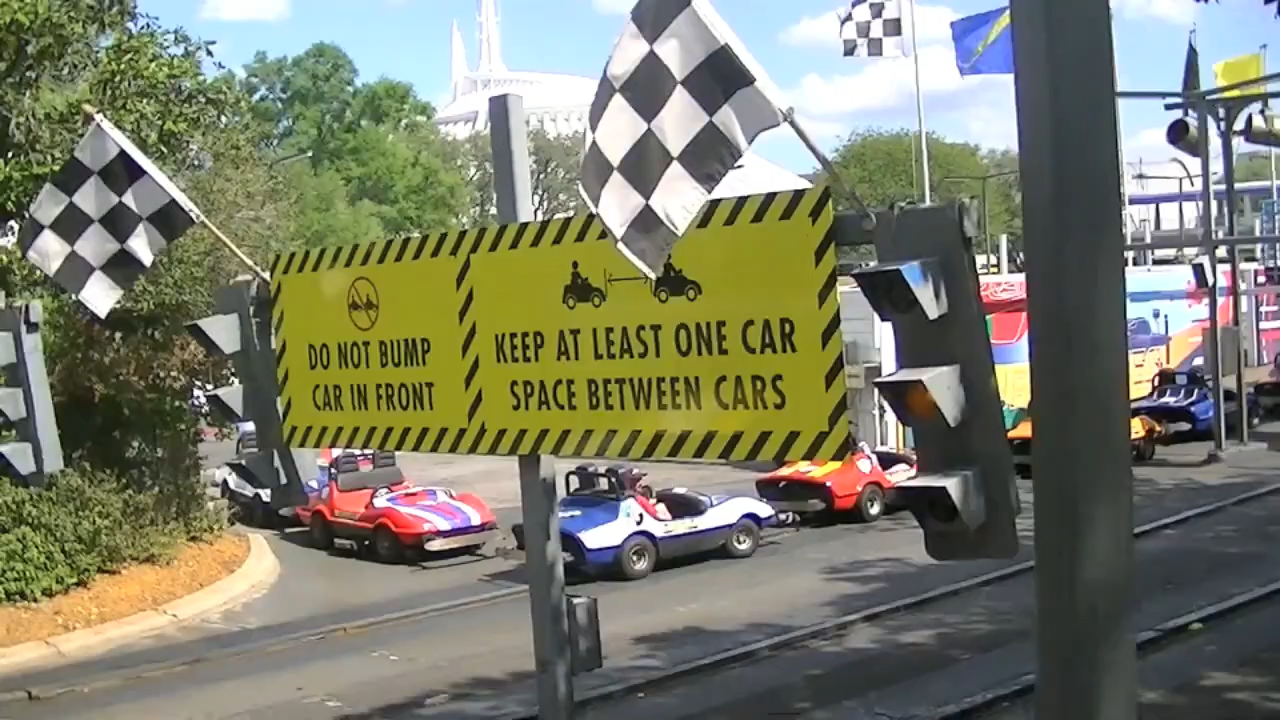 DO NOT BUMP
CAR IN FRONT
KEEP AT LEAST ONE CAR
SPACE BETWEEN CARS